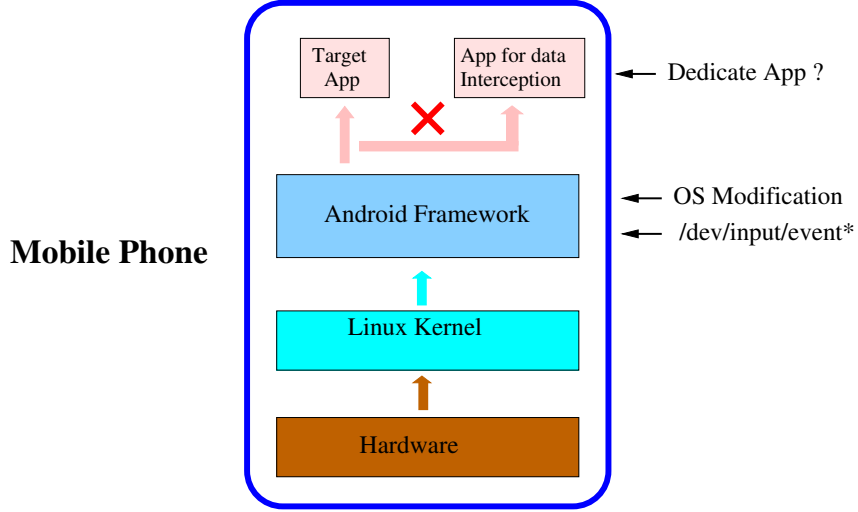 Target
App
App for data
Interception
Dedicate App ?
Android Framework
OS Modification
/dev/input/event*
Mobile Phone
Linux Kernel
Hardware